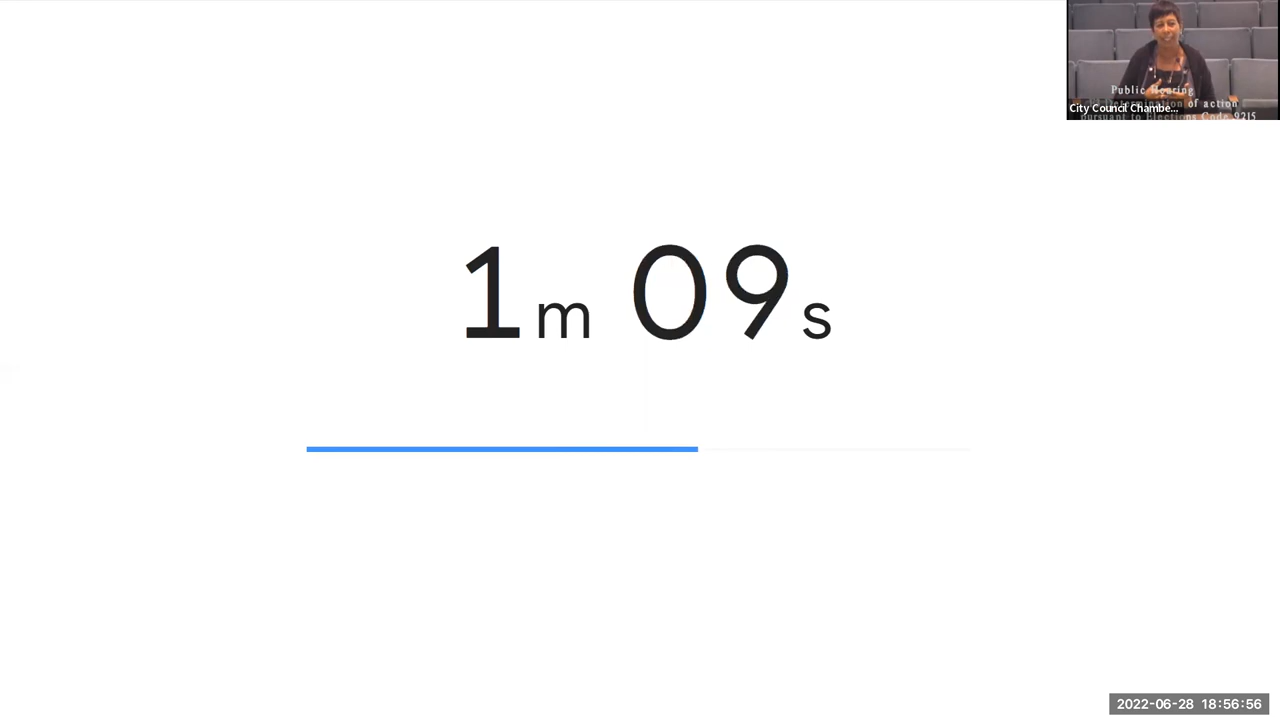 Public Hearing
City Council Chambe...
Determination of action
pursuant to Elections Code 9215
1m 09s
2022-06-28 18:56:56